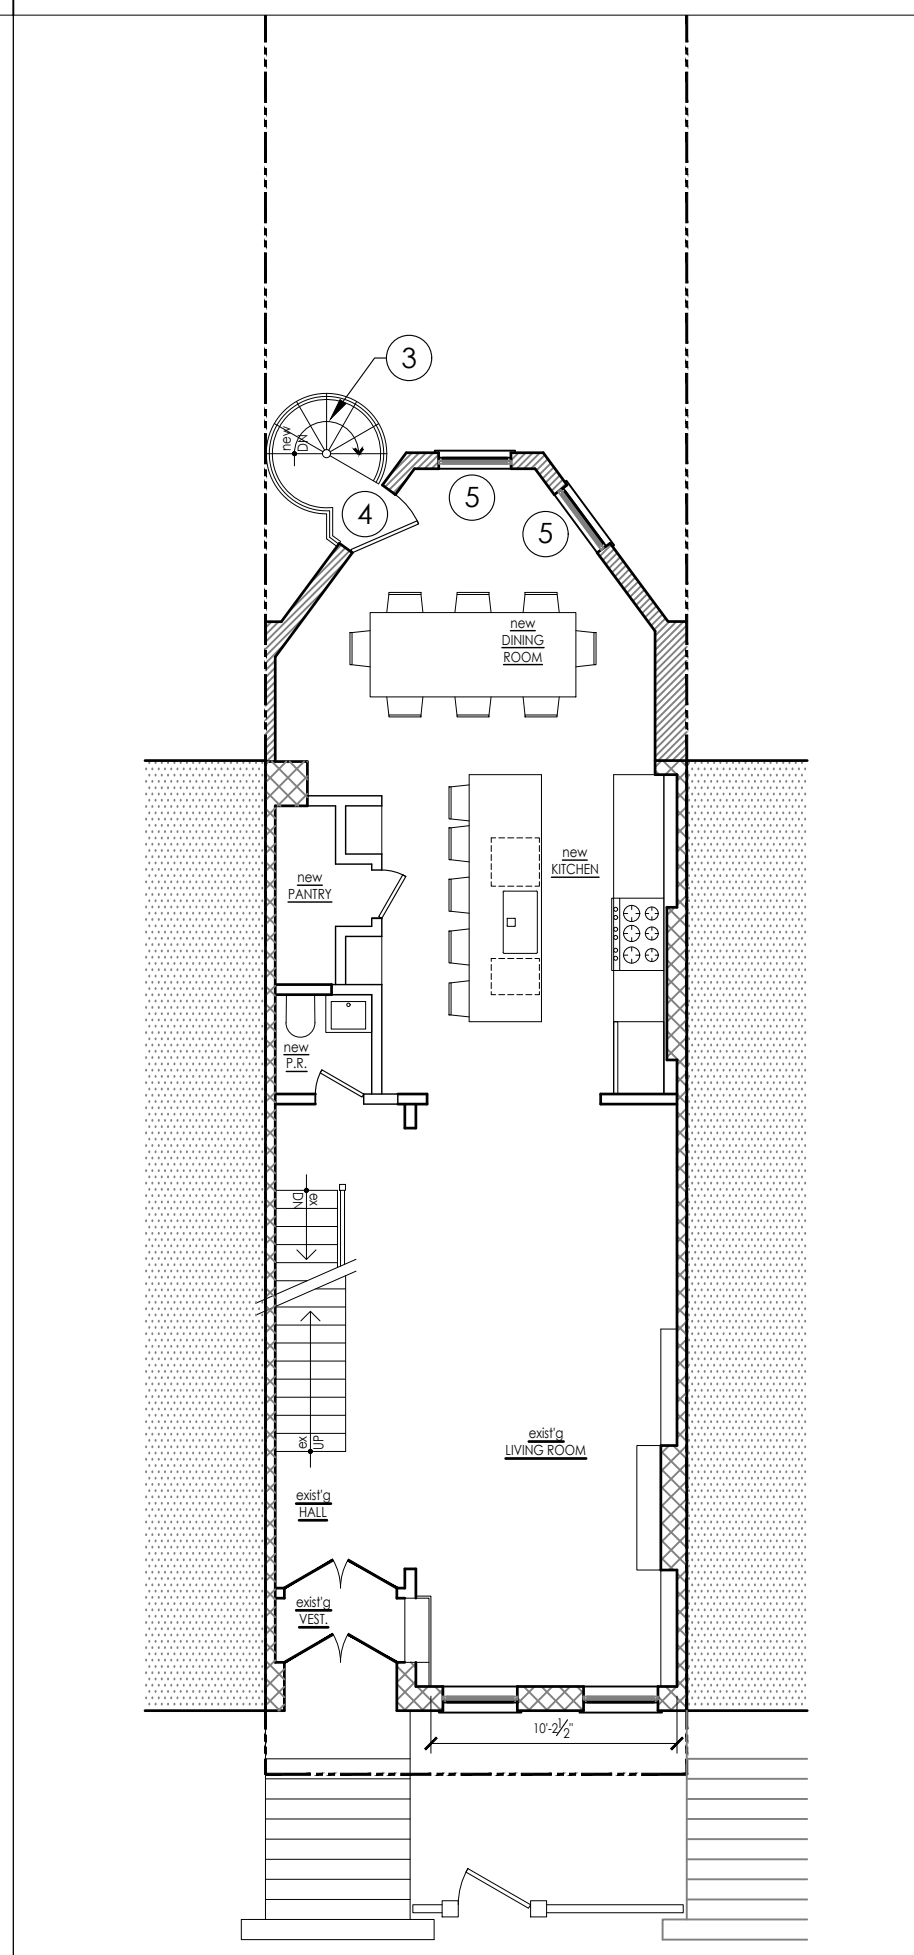 3
new
DN
4
5
5
new
DINING
ROOM
new
KITCHEN
new
PANTRY
new
P.R.
ex
DN
ex
UP
exist'g
LIVING ROOM
exist'g
HALL
exist'g
VEST.
10'-2½"